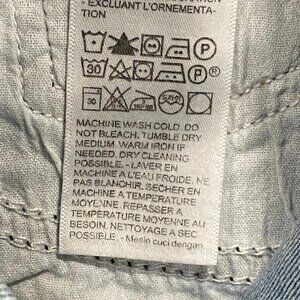 - EXCLUANT L'ORNEMENTA-
TION
P
30 P ®
30
MACHINE WASH COLD. DO
NOT BLEACH. TUMBLE DRY
MEDIUM. WARM IRON IF
NEEDED. DRY CLEANING
POSSIBLE. - LAVER EN
MACHINE A L'EAU FROIDE. NE
PAS BLANCHIR. SECHER EN
MACHINE A TEMPERATURE
MOYENNE. REPASSER A
TEMPERATURE MOYENNE AU
BESOIN. NETTOYAGE A SEC
POSSIBLE. - Mesin cuci dengan